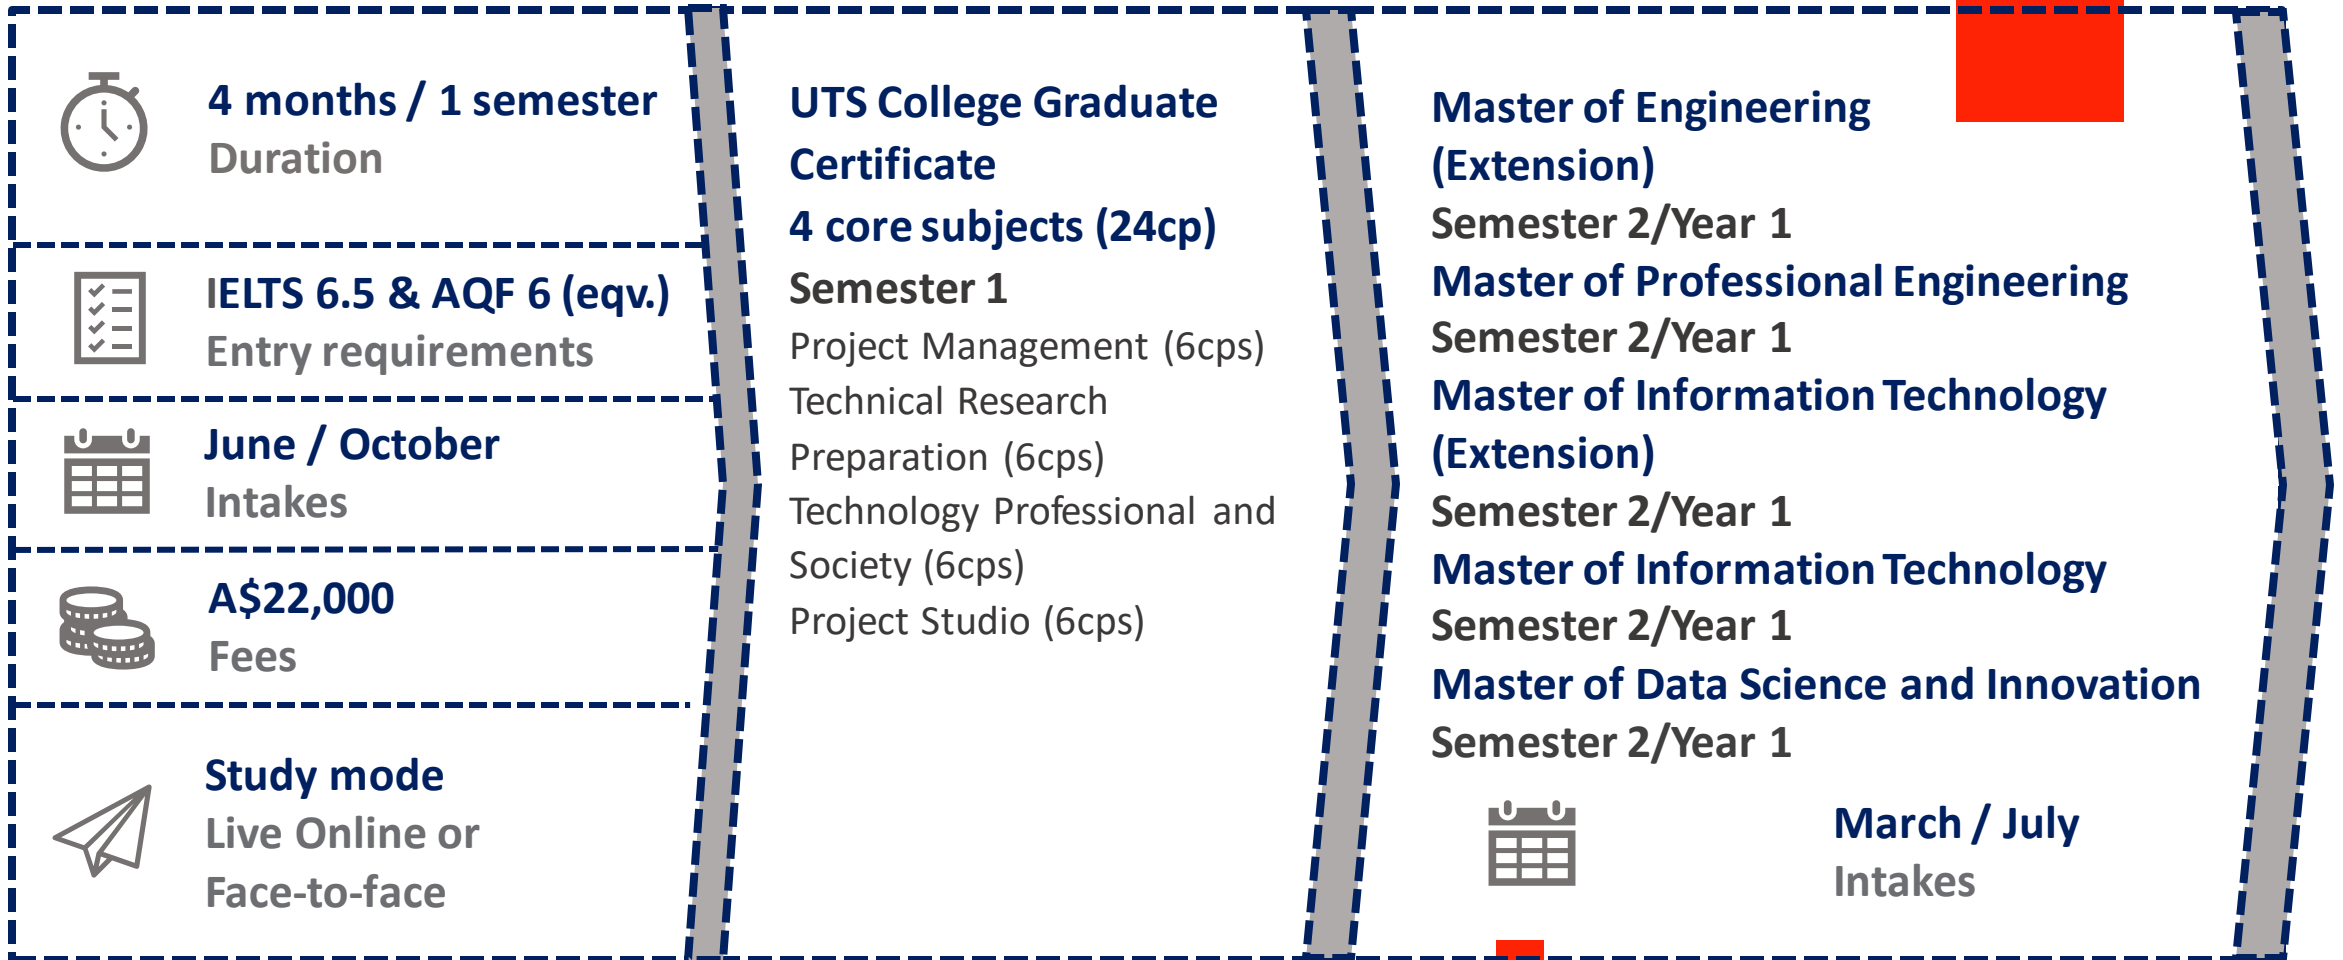 4 months / 1 semester
Duration
IELTS 6.5 & AQF 6 (eqv.)
Entry requirements
June / October
Intakes
A$22,000
Fees
Study mode
Live Online or
Face-to-face
UTS College Graduate
Certificate
4 core subjects (24cp)
Semester 1
Project Management (6cps)
Technical Research
Preparation (6cps)
Technology Professional and
Society (6cps)
Project Studio (6cps)
Master of Engineering
(Extension)
Semester 2/Year 1
Master of Professional Engineering
Semester 2/Year 1
Master of Information Technology
(Extension)
Semester 2/Year 1
Master of Information Technology
Semester 2/Year 1
Master of Data Science and Innovation
Semester 2/Year 1
March / July
Intakes